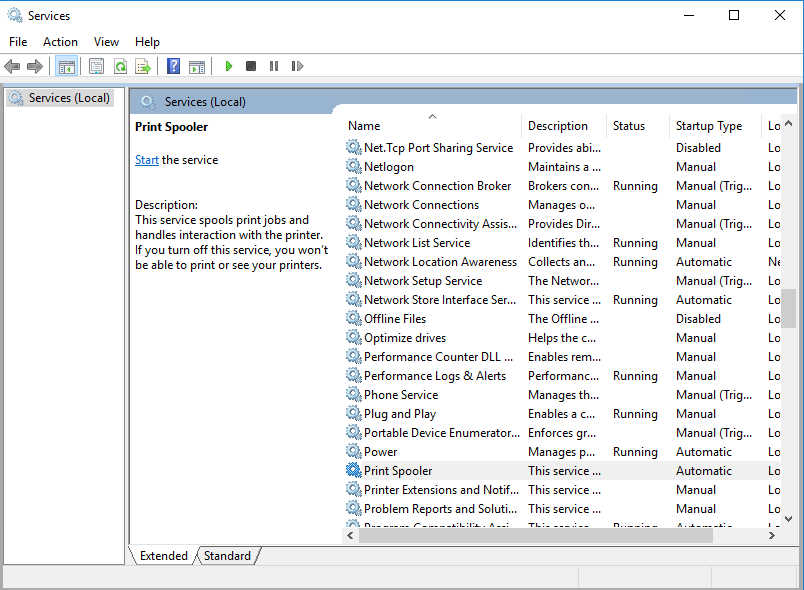 Services
File Action View Help
Services (Local)
Services (Local)
Print Spooler
Start the service
Description:
This service spools print jobs and
handles interaction with the printer.
If you turn off this service, you won't
be able to print or see your printers.
Name Description Status Startup Type Lo
Net.Tcp Port Sharing Service Provides abi... Disabled Lo
Netlogon Maintains a ... Manual Lo
Network Connection Broker Brokers con... Running Manual (Trig... Lo
Network Connections Manages o... Manual Lo
Network Connectivity Assis... Provides Dir... Manual (Trig... Lo
Network List Service Identifies th... Running Manual Lo
Network Location Awareness Collects an... Running Automatic Ne
Network Setup Service The Networ... Manual (Trig... Lo
Network Store Interface Ser... This service ... Running Automatic Lo
Offline Files The Offline ... Disabled Lo
Optimize drives Helps the c... Manual Lo
Performance Counter DLL ... Enables rem... Manual Lo
Performance Logs & Alerts Performanc... Running Manual Lo
Phone Service Manages th... Manual (Trig... Lo
Plug and Play Enables a c... Running Manual Lo
Portable Device Enumerator... Enforces gr... Manual (Trig... Lo
Power Manages p... Running Automatic Lo
Print Spooler This service ... Automatic Lo
Printer Extensions and Notif... This service ... Manual Lo
Problem Reports and Soluti... This service ... Manual Lo
Program Compatibility Assi... This service ... Running Automatic Lo
Extended Standard